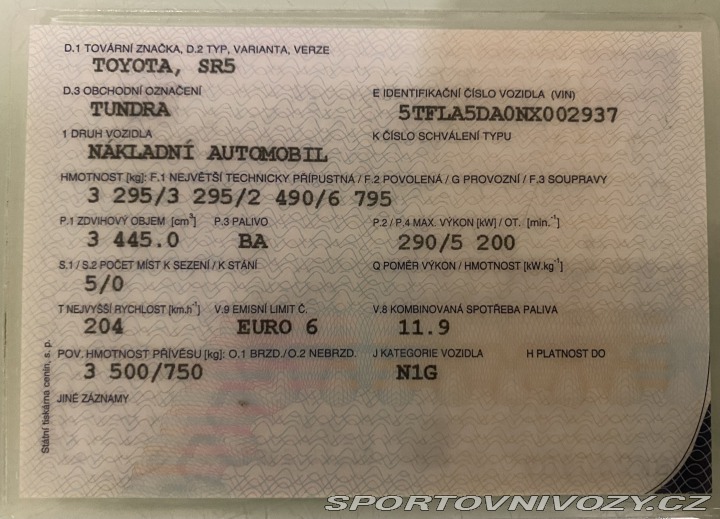 D.1 TOVÁRNÍ ZNAČKA, D.2 TYP, VARIANTA, VERZE
TOYOTA, SR5
D.3 OBCHODNÍ OZNAČENÍ E IDENTIFIKAČNÍ ČÍSLO VOZIDLA (VIN)
TUNDRA 5TFLA5DA0NX002937
1 DRUH VOZIDLA K ČÍSLO SCHVÁLENÍ TYPU
NÁKLADNÍ AUTOMOBIL
HMOTNOST [kg]: F.1 NEJVĚTŠÍ TECHNICKY PŘÍPUSTNÁ / F.2 POVOLENÁ / G PROVOZNÍ / F.3 SOUPRAVY
3 295/3 295/2 490/6 795
P.1 ZDVIHOVÝ OBJEM [cm³] P.3 PALIVO P.2 / P.4 MAX. VÝKON [kW] / OT. [min.⁻¹]
3 445.0 BA 290/5 200
S.1 / S.2 POČET MÍST K SEZENÍ / K STÁNÍ Q POMĚR VÝKON / HMOTNOST [kW.kg⁻¹]
5/0
T NEJVYŠŠÍ RYCHLOST [km.h⁻¹] V.9 EMISNÍ LIMIT Č. V.8 KOMBINOVANÁ SPOTŘEBA PALIVA
204 EURO 6 11.9
POV. HMOTNOST PŘÍVĚSU [kg]: O.1 BRZD./O.2 NEBRZD. J KATEGORIE VOZIDLA H PLATNOST DO
3 500/750 N1G
JINÉ ZÁZNAMY
Státní tiskárna cenin, s. p.
SPORTOVNIVOZY.CZ